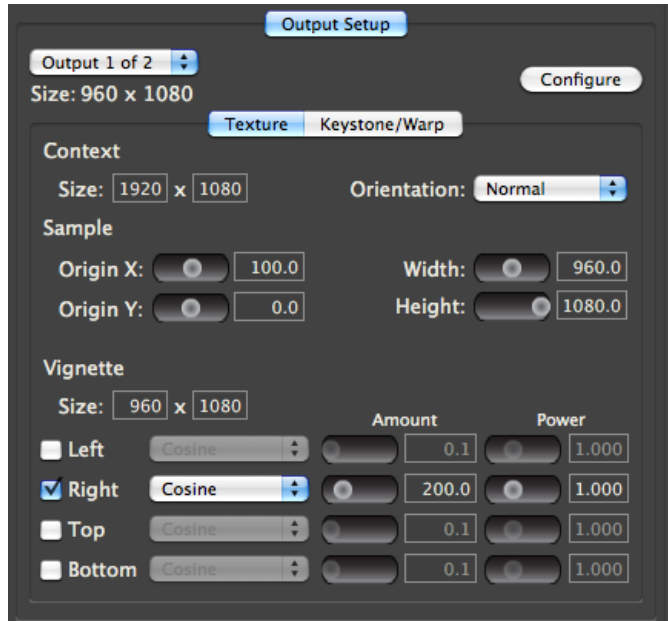 Output Setup
Output 1 of 2
Configure
Size: 960 x 1080
Texture Keystone/Warp
Context
Size: 1920 x 1080 Orientation: Normal
Sample
Origin X: 100.0 Width: 960.0
Origin Y: 0.0 Height: 1080.0
Vignette
Size: 960 x 1080
Amount Power
Left Cosine 0.1 1.000
Right Cosine 200.0 1.000
Top Cosine 0.1 1.000
Bottom Cosine 0.1 1.000